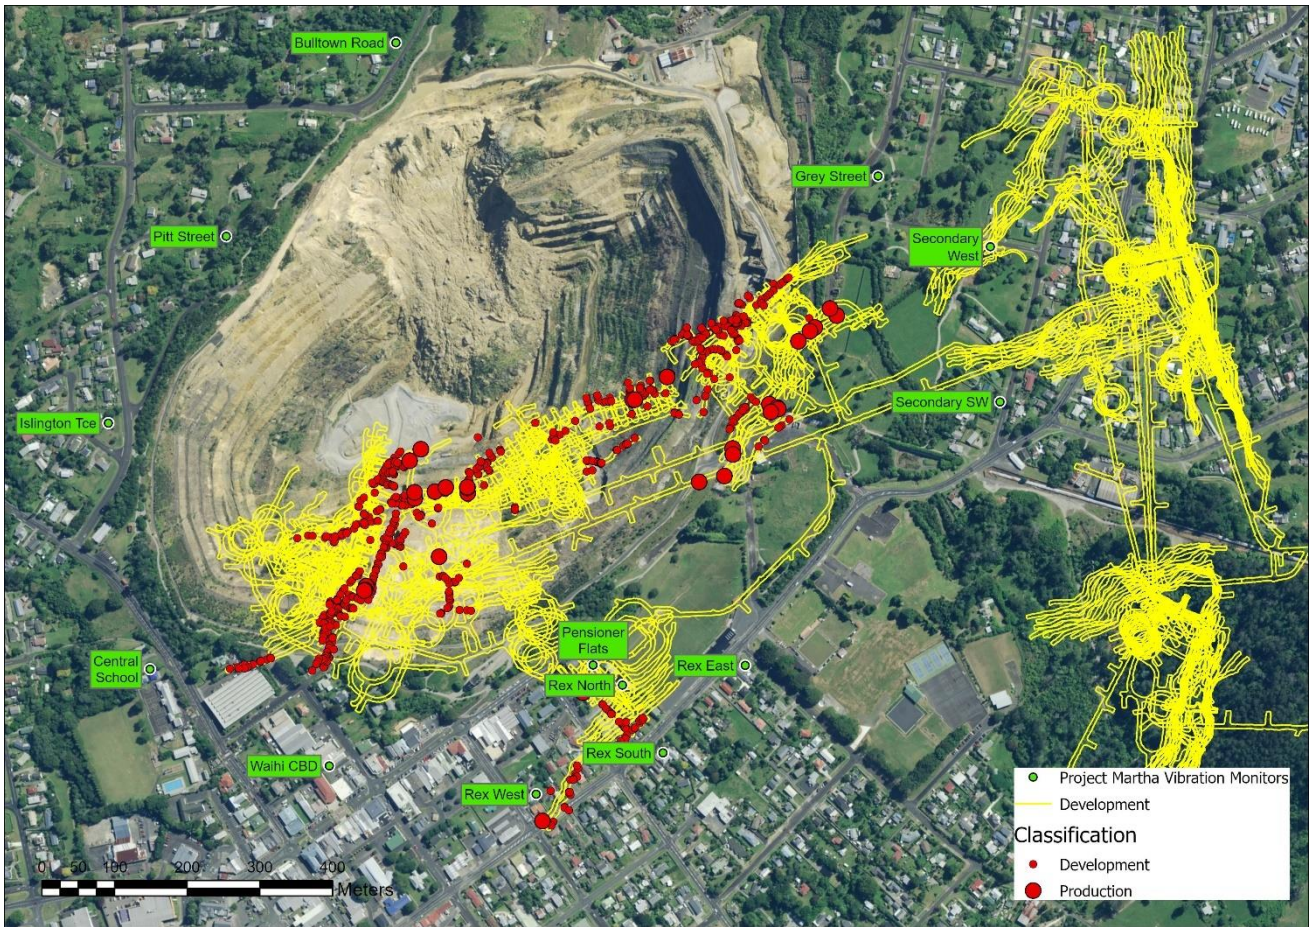 Bulltown Road
Grey Street
Pitt Street
Secondary
West
Islington Tce
Secondary SW
Pensioner
Flats
Central
School
Rex East
Rex North
Rex South
Waihi CBD
Rex West
Project Martha Vibration Monitors
Development
Classification
Development
Production
0 50 100 200 300 400
Meters